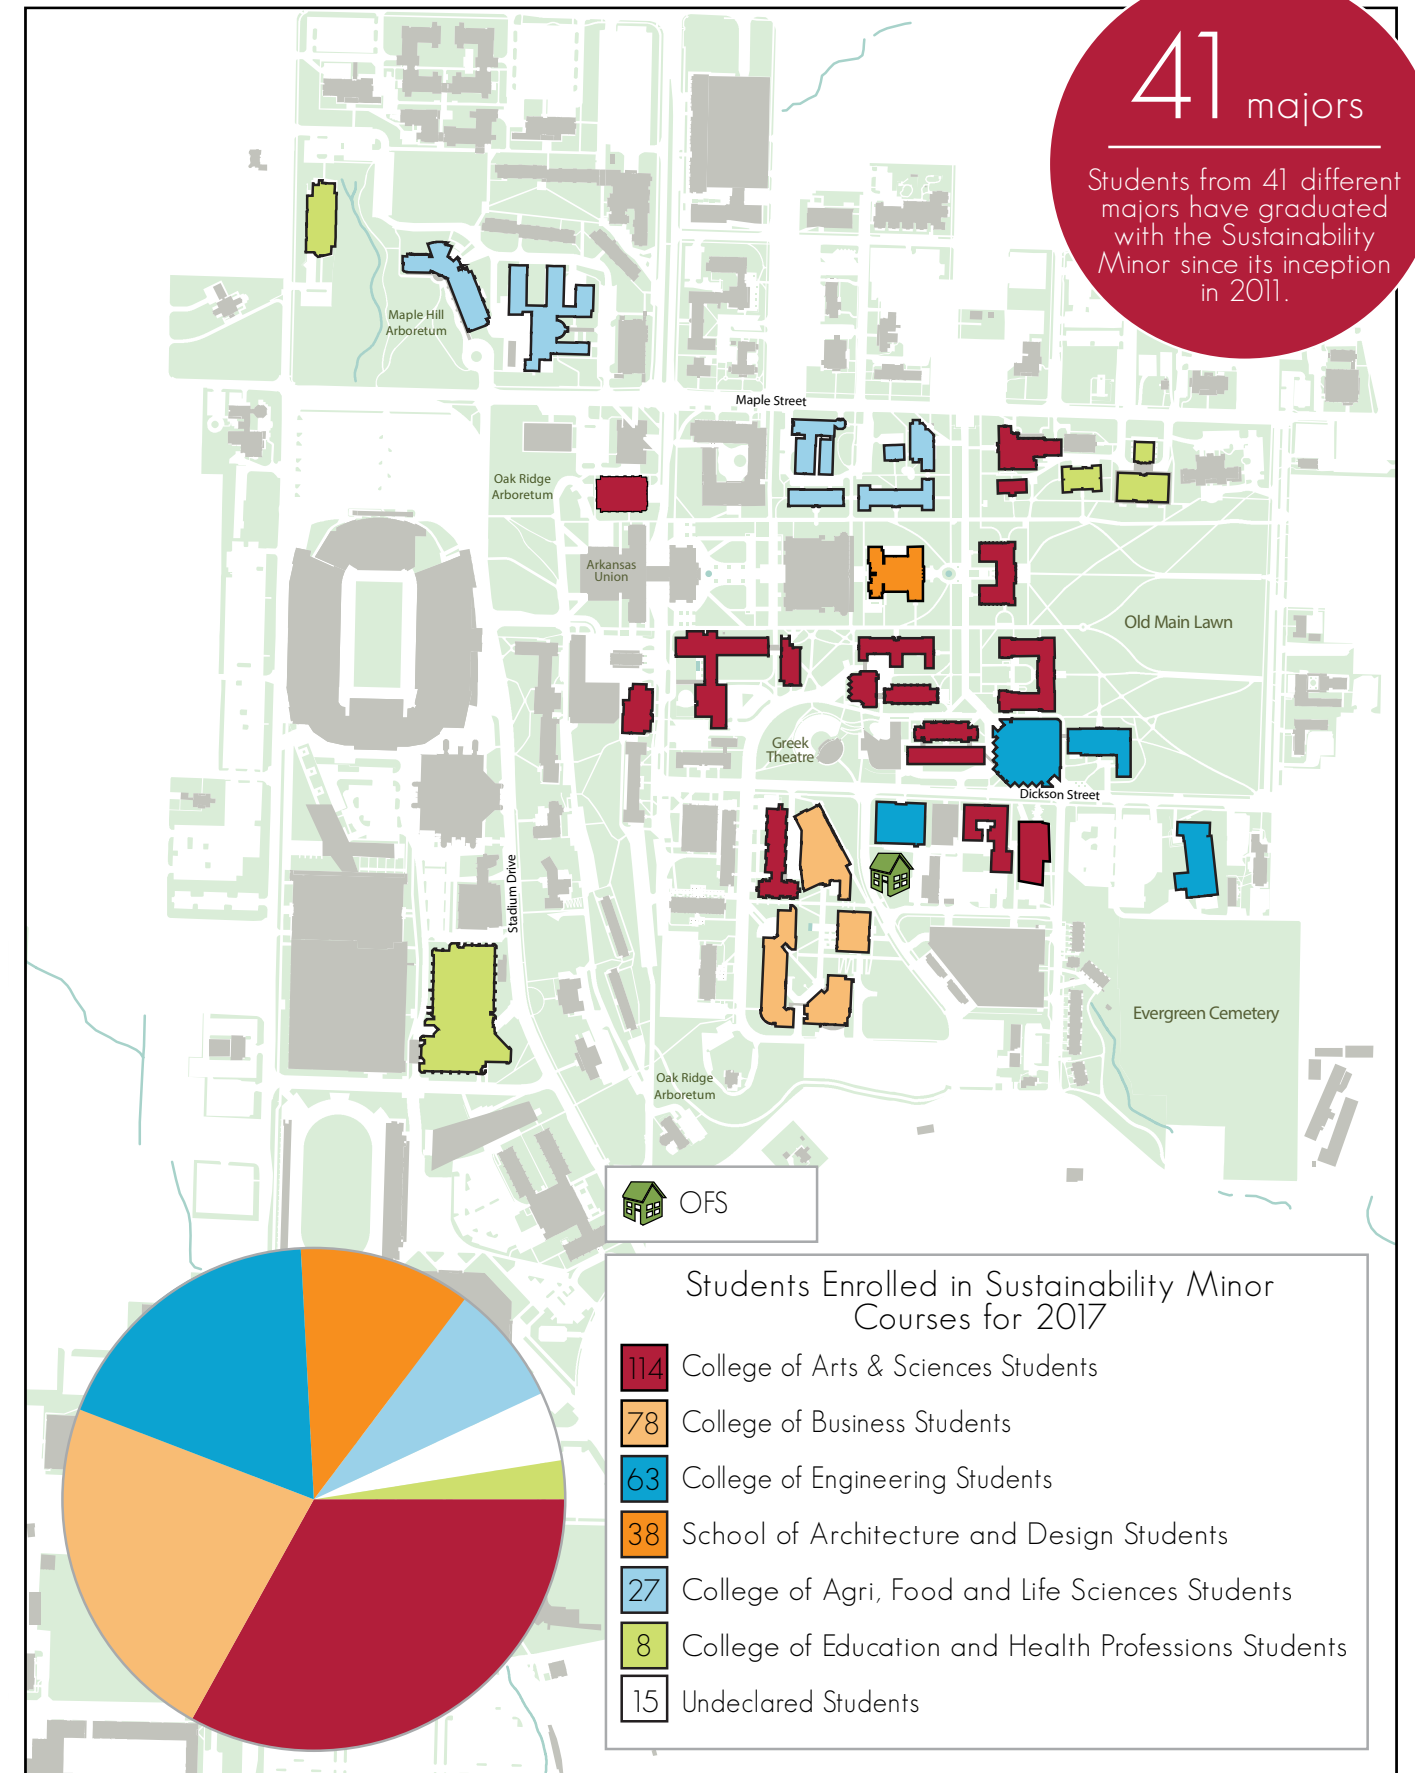 41 majors
Students from 41 different
majors have graduated
with the Sustainability
Minor since its inception
in 2011.
Maple Hill
Arboretum
Maple Street
Oak Ridge
Arboretum
Arkansas
Union
Old Main Lawn
Greek
Theatre
Dickson Street
Stadium Drive
Evergreen Cemetery
Oak Ridge
Arboretum
OFS
Students Enrolled in Sustainability Minor
Courses for 2017
114 College of Arts & Sciences Students
78 College of Business Students
63 College of Engineering Students
38 School of Architecture and Design Students
27 College of Agri, Food and Life Sciences Students
8 College of Education and Health Professions Students
15 Undeclared Students